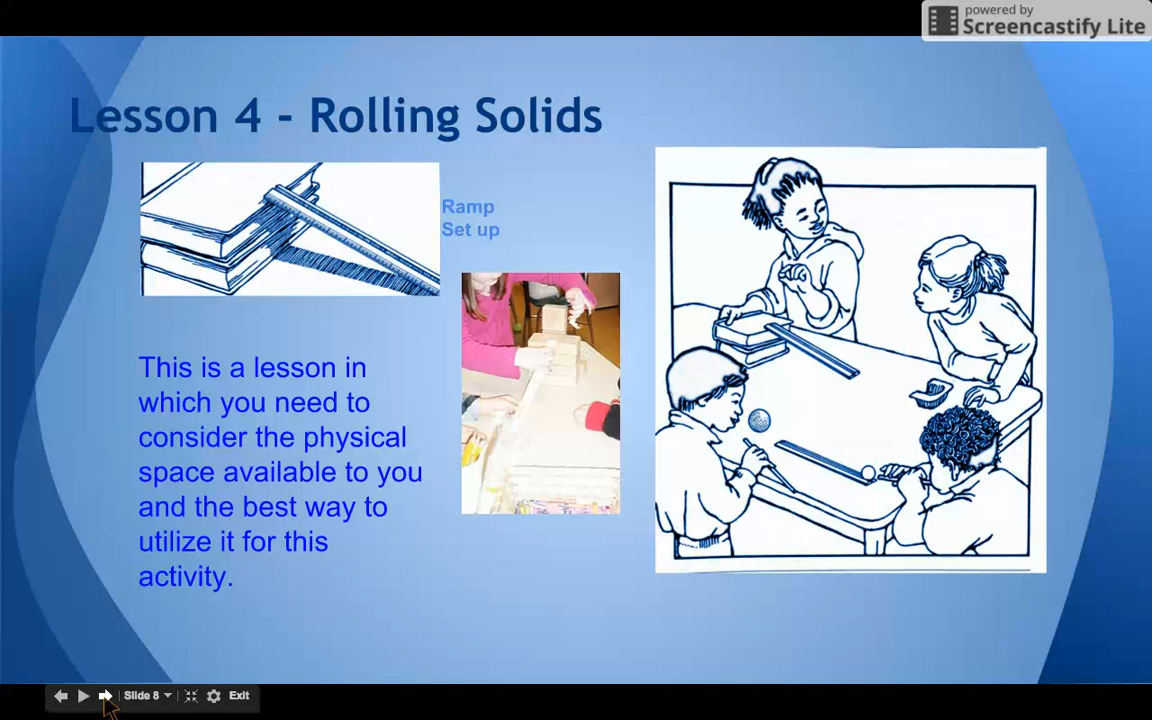 powered by
Screencastify Lite
Lesson 4 - Rolling Solids
Ramp
Set up
This is a lesson in
which you need to
consider the physical
space available to you
and the best way to
utilize it for this
activity.
Slide 8
Exit